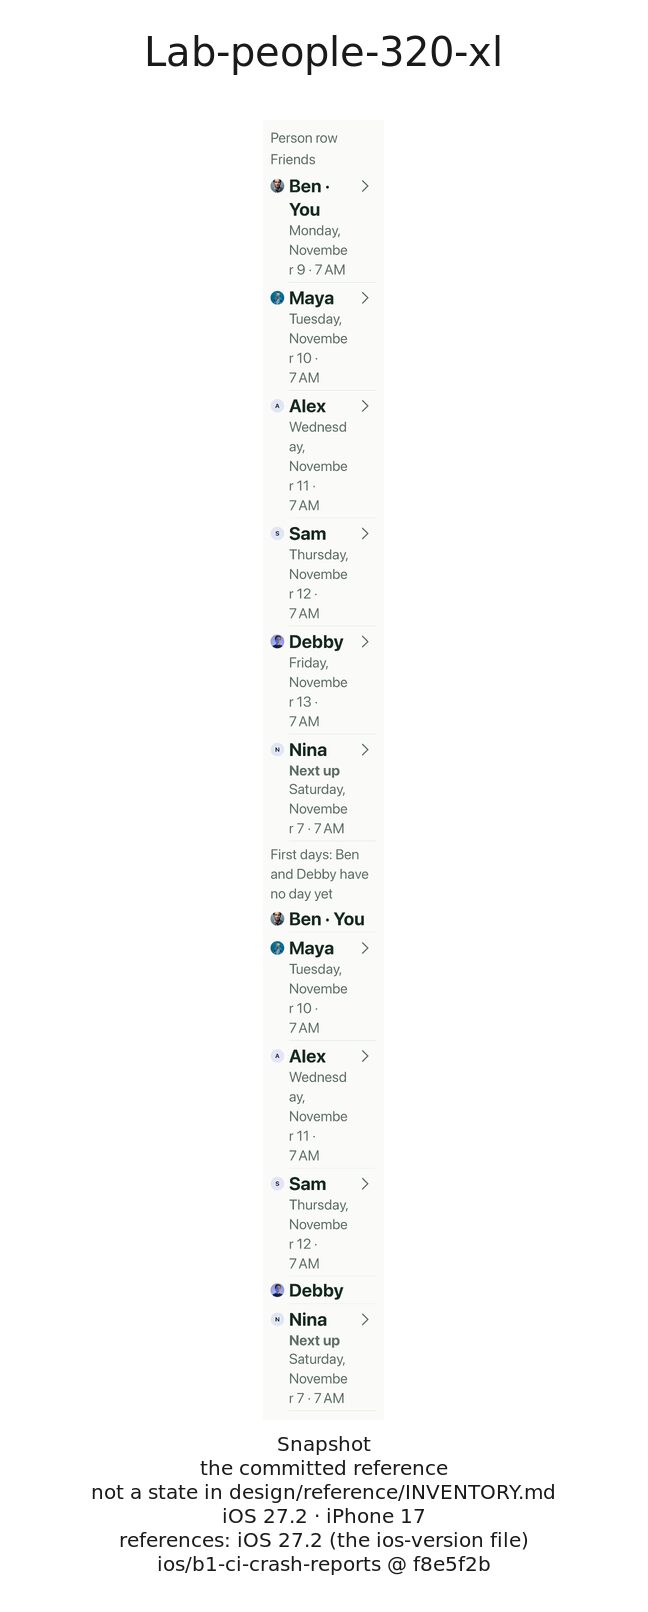 Lab-people-320-xl
Person row
Friends
Ben ·
You
Monday,
Novembe
r 9 · 7 AM
Maya
Tuesday,
Novembe
r 10 ·
7 AM
A
Alex
Wednesd
ay,
Novembe
r 11 ·
7 AM
S
Sam
Thursday,
Novembe
r 12 ·
7 AM
Debby
Friday,
Novembe
r 13 ·
7 AM
N
Nina
Next up
Saturday,
Novembe
r 7 · 7 AM
First days: Ben
and Debby have
no day yet
Ben · You
Maya
Tuesday,
Novembe
r 10 ·
7 AM
A
Alex
Wednesd
ay,
Novembe
r 11 ·
7 AM
S
Sam
Thursday,
Novembe
r 12 ·
7 AM
Debby
N
Nina
Next up
Saturday,
Novembe
r 7 · 7 AM
Snapshot
the committed reference
not a state in design/reference/INVENTORY.md
iOS 27.2 · iPhone 17
references: iOS 27.2 (the ios-version file)
ios/b1-ci-crash-reports @ f8e5f2b